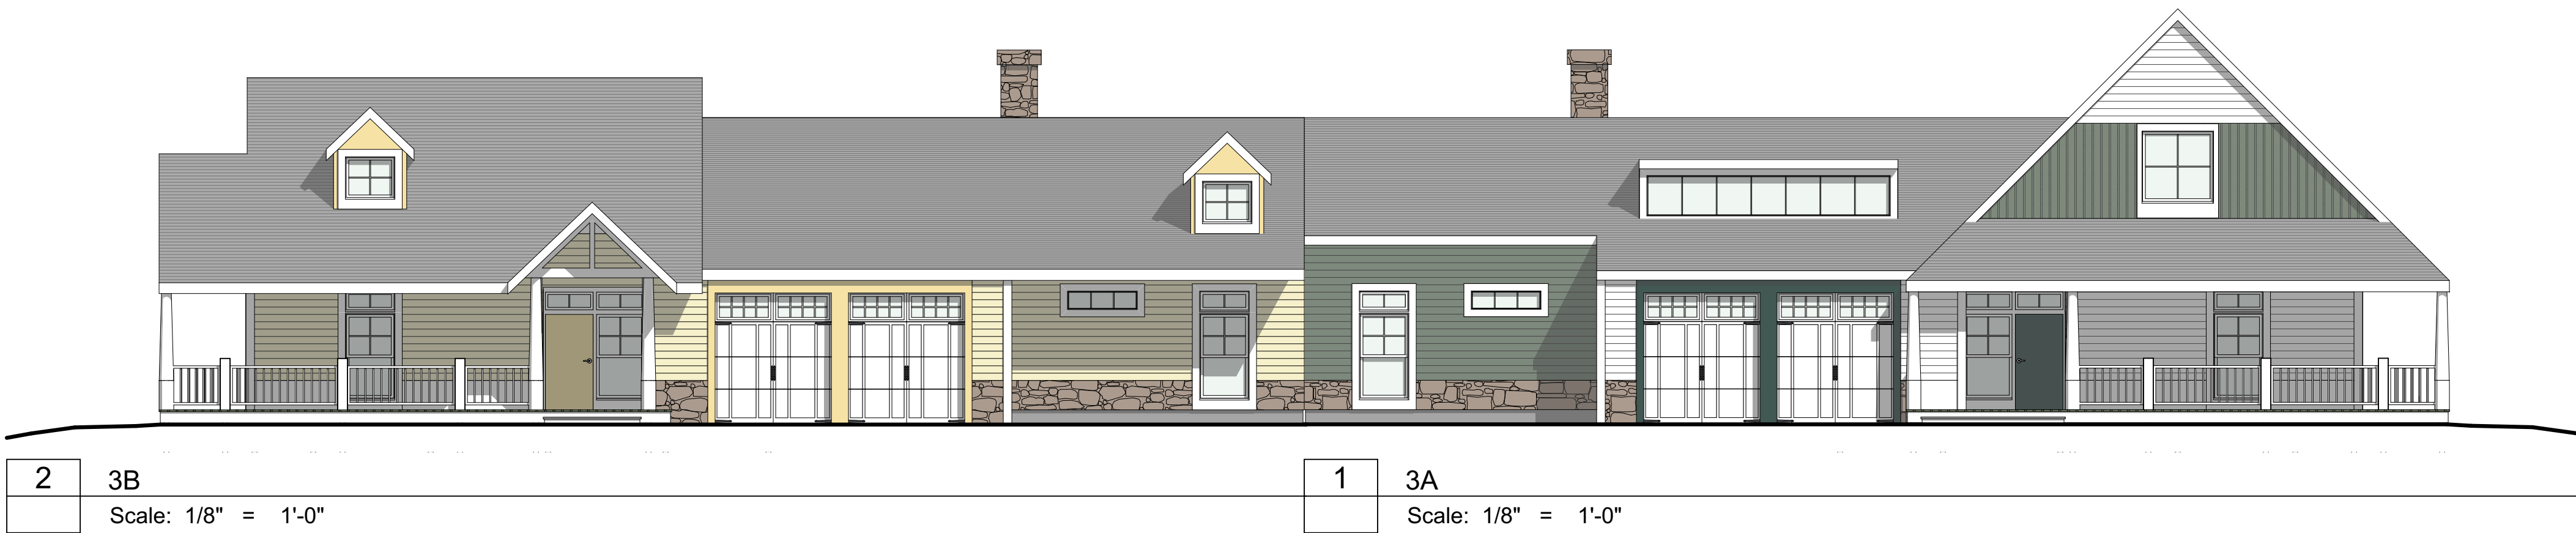 2 3B
Scale: 1/8" = 1'-0"
1 3A
Scale: 1/8" = 1'-0"